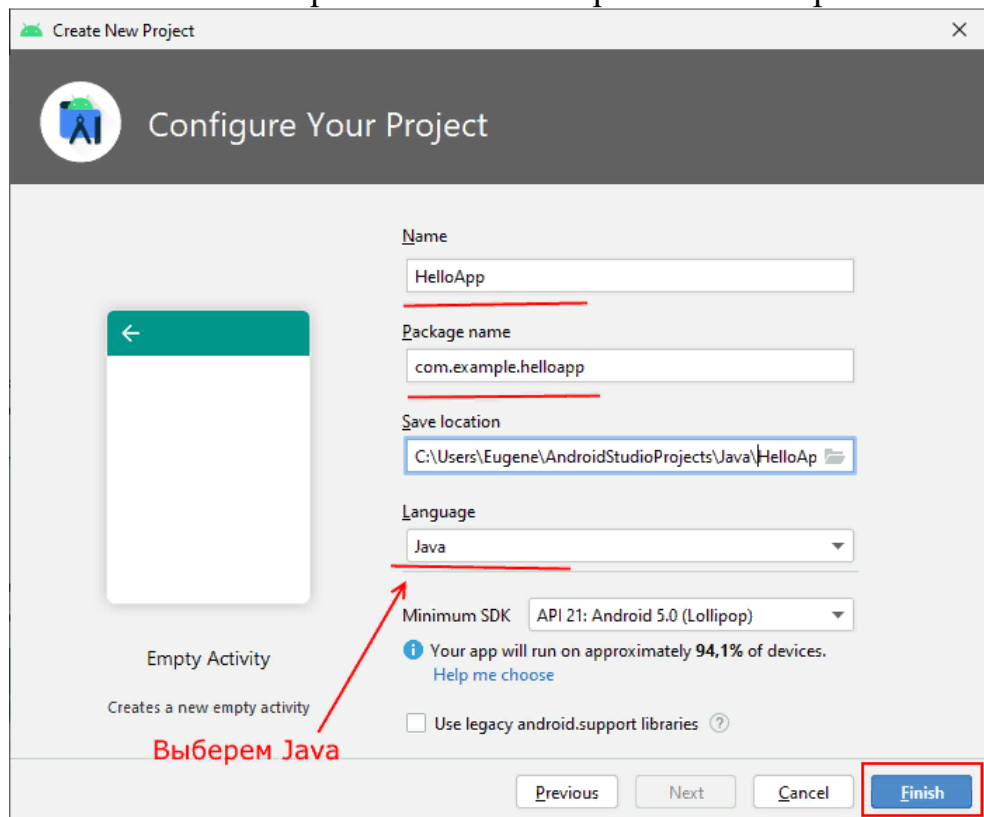 Create New Project
Configure Your Project
Name
HelloApp
Package name
com.example.helloapp
Save location
C:\Users\Eugene\AndroidStudioProjects\Java\HelloAp
Language
Java
Minimum SDK API 21: Android 5.0 (Lollipop)
Your app will run on approximately 94,1% of devices.
Help me choose
Use legacy android.support libraries ?
Empty Activity
Creates a new empty activity
Выберем Java
Previous Next Cancel Finish